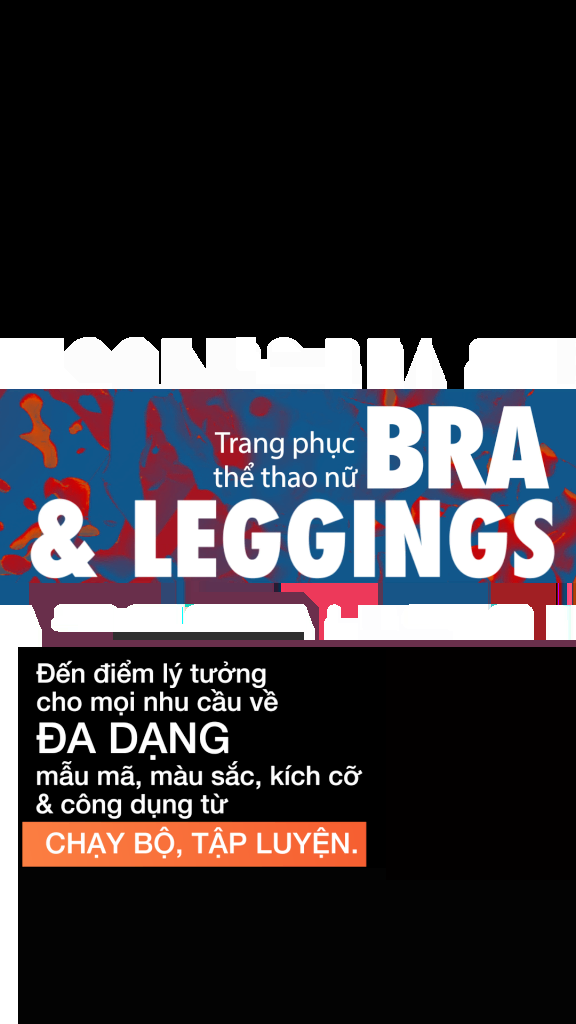 Trang phục
thể thao nữ
BRA
& LEGGINGS
Đến điểm lý tưởng
cho mọi nhu cầu về
ĐA DẠNG
mẫu mã, màu sắc, kích cỡ
& công dụng từ
CHẠY BỘ, TẬP LUYỆN.